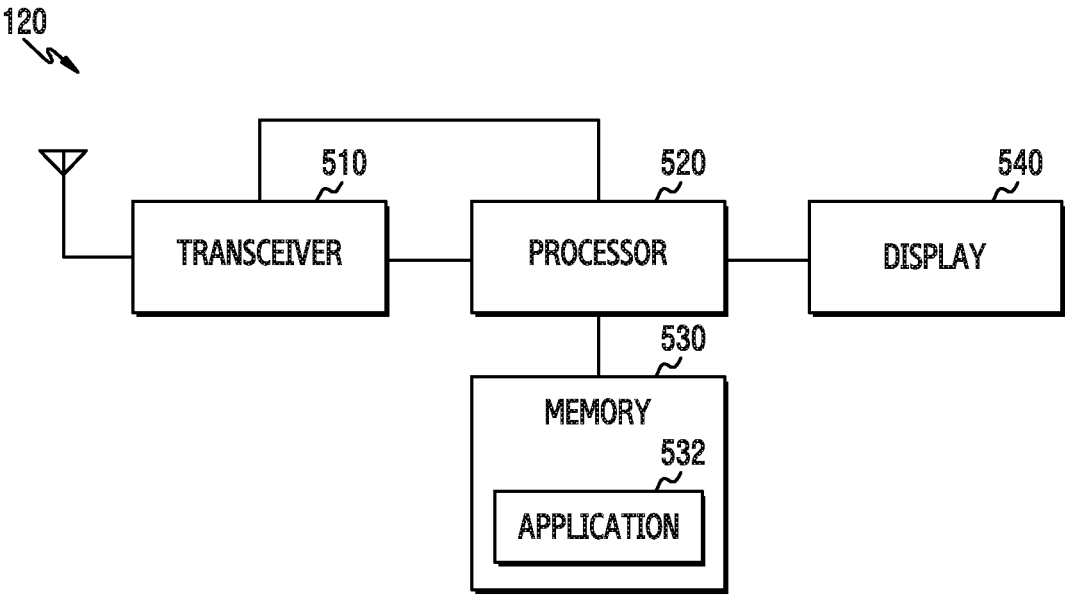 120
510
520
540
TRANSCEIVER
PROCESSOR
DISPLAY
530
MEMORY
532
APPLICATION